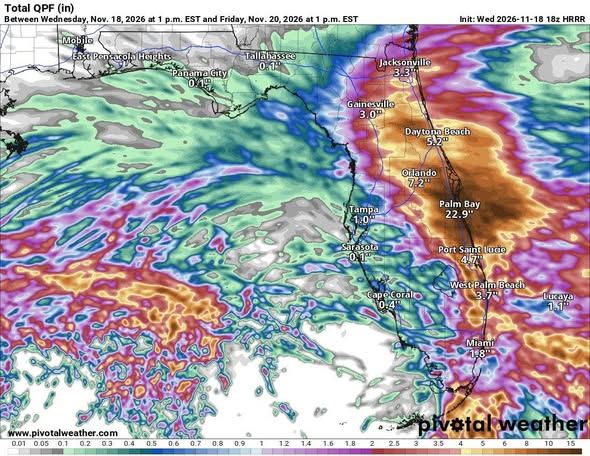 Total QPF (in)
Between Wednesday, Nov. 18, 2026 at 1 p.m. EST and Friday, Nov. 20, 2026 at 1 p.m. EST
Init: Wed 2026-11-18 18z HRRR
Mobile
East Pensacola Heights
Tallahassee
0.1"
Panama City
0.1"
Jacksonville
3.3"
Gainesville
3.0"
Daytona Beach
5.2"
Orlando
7.2"
Palm Bay
22.9"
Tampa
1.0"
Sarasota
0.1"
Port Saint Lucie
4.7"
West Palm Beach
3.7"
Cape Coral
0.4"
Lucaya
1.1"
Miami
1.8"
pivotal weather
www.pivotalweather.com
0.01 0.05 0.1 0.2 0.3 0.4 0.5 0.6 0.7 0.8 0.9 1 1.2 1.4 1.6 1.8 2 2.5 3 3.5 4 5 6 7 8 9 10 15